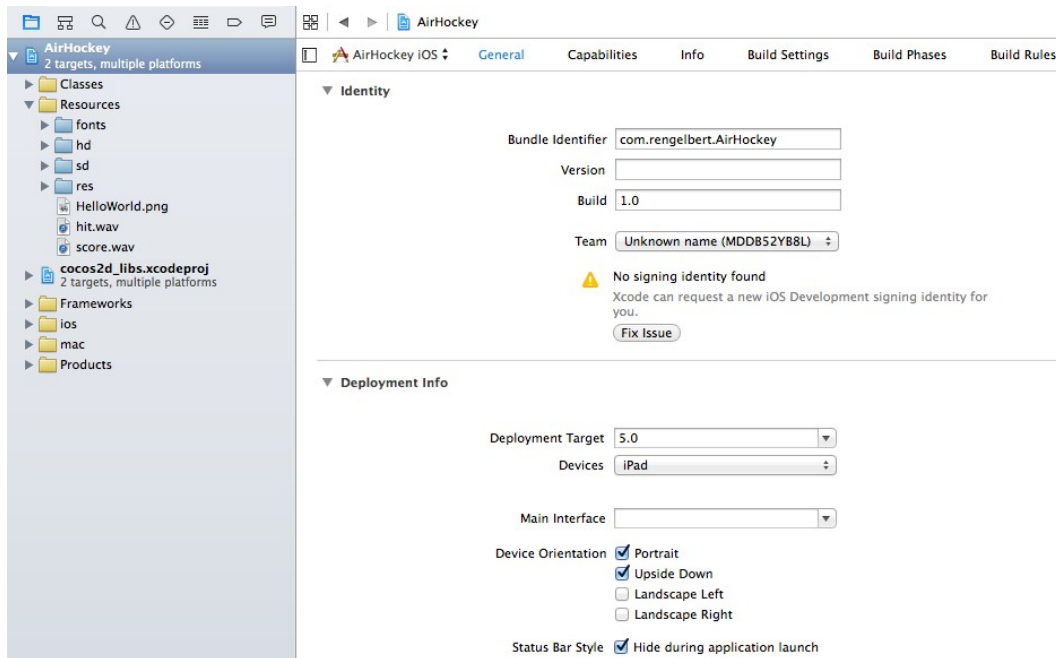 AirHockey
AirHockey
2 targets, multiple platforms
AirHockey iOS General Capabilities Info Build Settings Build Phases Build Rules
Classes
Resources
fonts
hd
sd
res
HelloWorld.png
hit.wav
score.wav
cocos2d_libs.xcodeproj
2 targets, multiple platforms
Frameworks
ios
mac
Products
Identity
Bundle Identifier com.rengelbert.AirHockey
Version
Build 1.0
Team Unknown name (MDDB52YB8L)
No signing identity found
Xcode can request a new iOS Development signing identity for
you.
Fix Issue
Deployment Info
Deployment Target 5.0
Devices iPad
Main Interface
Device Orientation Portrait
Upside Down
Landscape Left
Landscape Right
Status Bar Style Hide during application launch